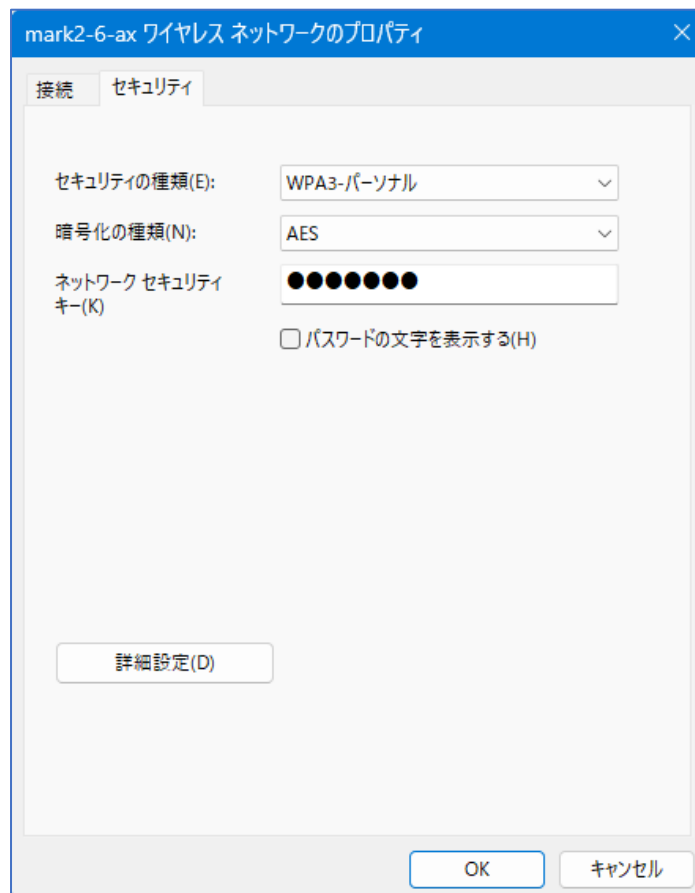 mark2-6-ax ワイヤレス ネットワークのプロパティ
接続 セキュリティ
セキュリティの種類(E): WPA3-パーソナル
暗号化の種類(N): AES
ネットワーク セキュリティ ●●●●●●●
キー(K)
パスワードの文字を表示する(H)
詳細設定(D)
OK キャンセル